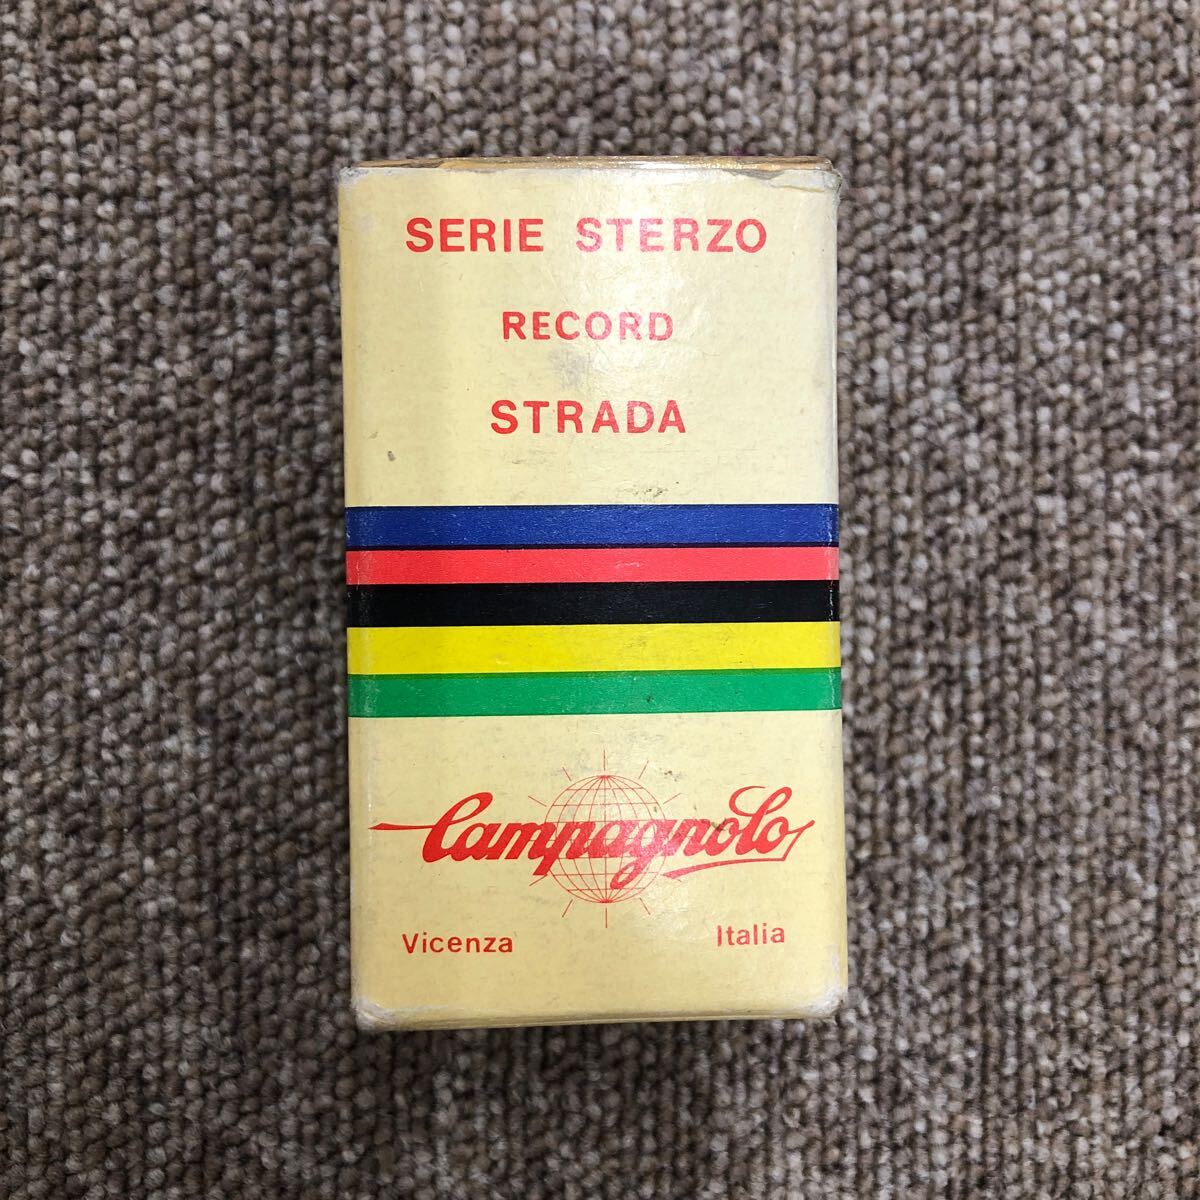 SERIE STERZO
RECORD
STRADA
Campagnolo
Vicenza Italia